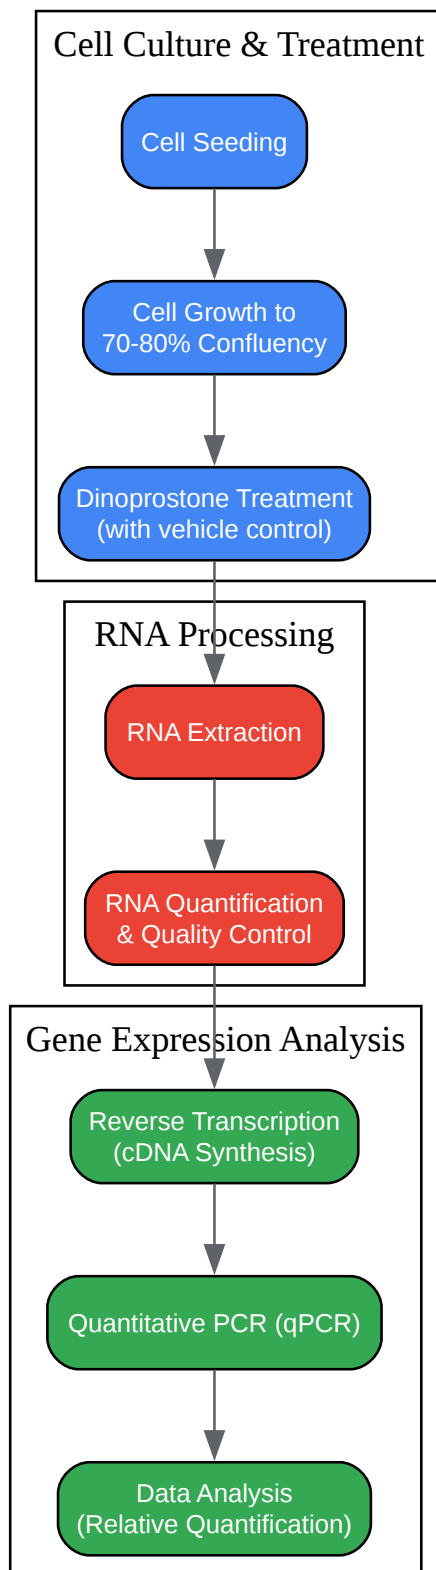 Cell Culture & Treatment
Cell Seeding
Cell Growth to
70-80% Confluency
Dinoprostone Treatment
(with vehicle control)
RNA Processing
RNA Extraction
RNA Quantification
& Quality Control
Gene Expression Analysis
Reverse Transcription
(cDNA Synthesis)
Quantitative PCR (qPCR)
Data Analysis
(Relative Quantification)